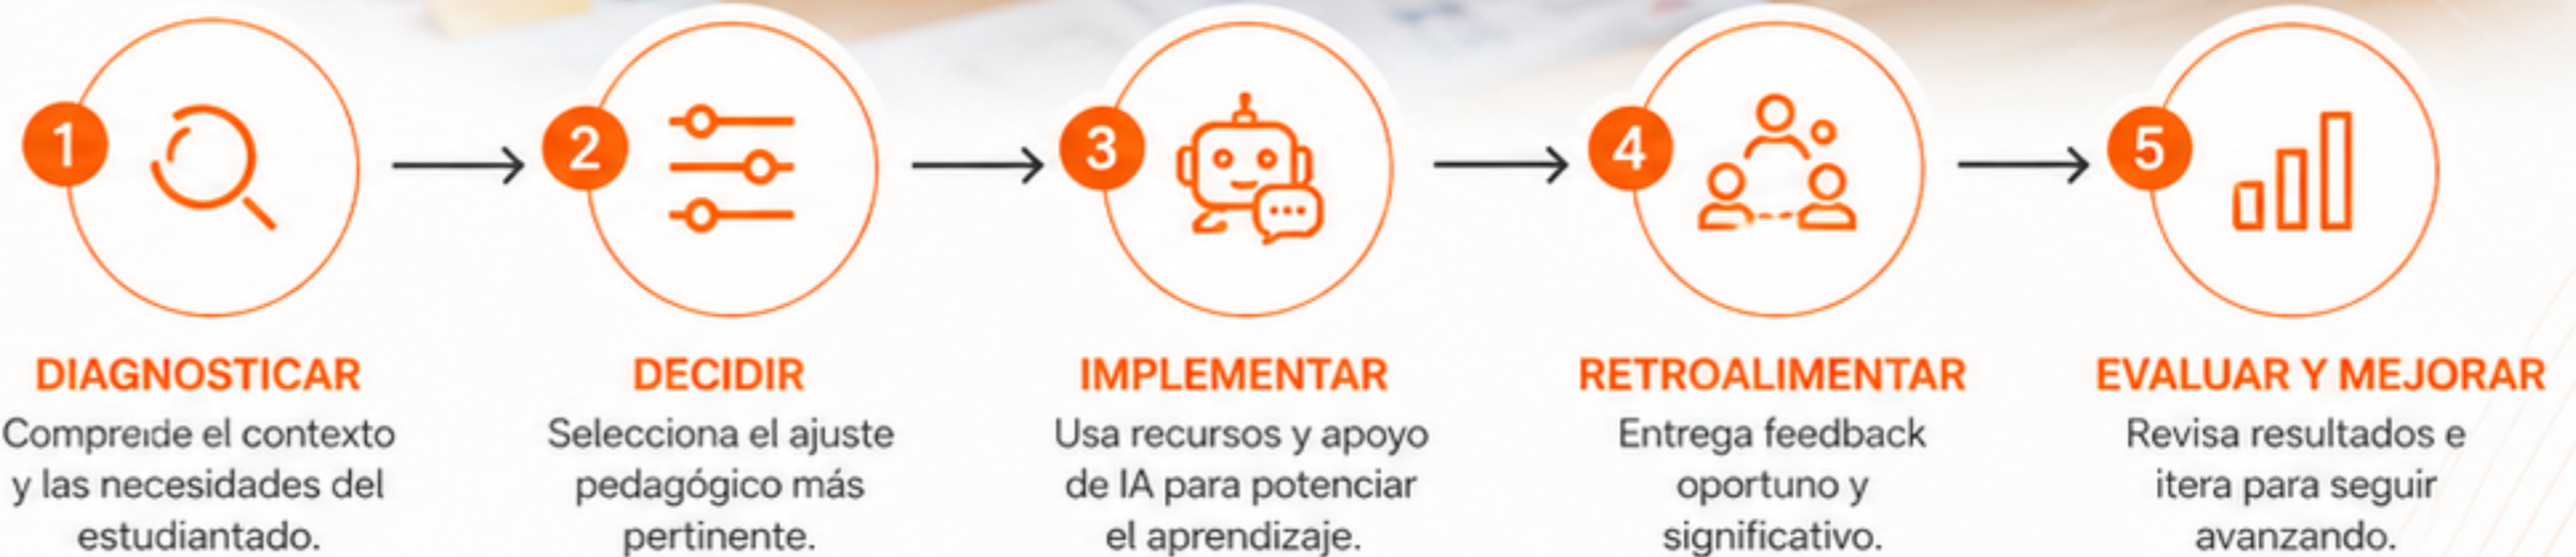 1
DIAGNOSTICAR
Compreıde el contexto
y las necesidades del
estudiantado.
2
DECIDIR
Selecciona el ajuste
pedagógico más
pertinente.
3
IMPLEMENTAR
Usa recursos y apoyo
de IA para potenciar
el aprendizaje.
4
RETROALIMENTAR
Entrega feedback
oportuno y
significativo.
5
EVALUAR Y MEJORAR
Revisa resultados e
itera para seguir
avanzando.